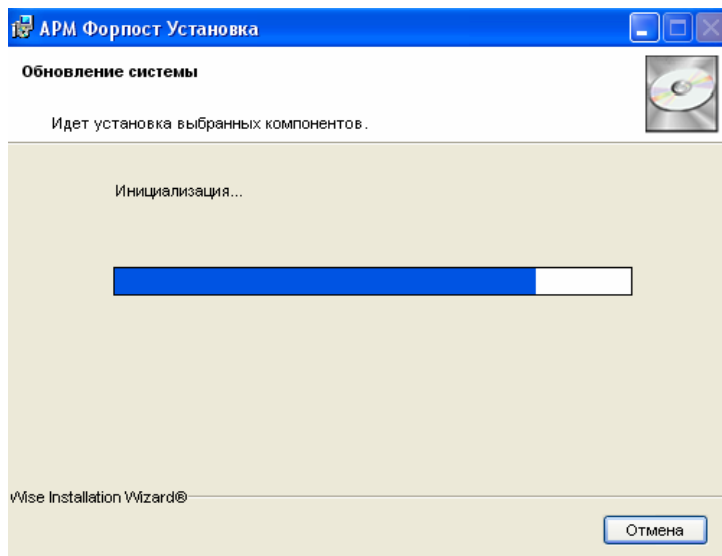 АРМ Форпост Установка
Обновление системы
Идет установка выбранных компонентов.
Инициализация...
Wise Installation Wizard®
Отмена